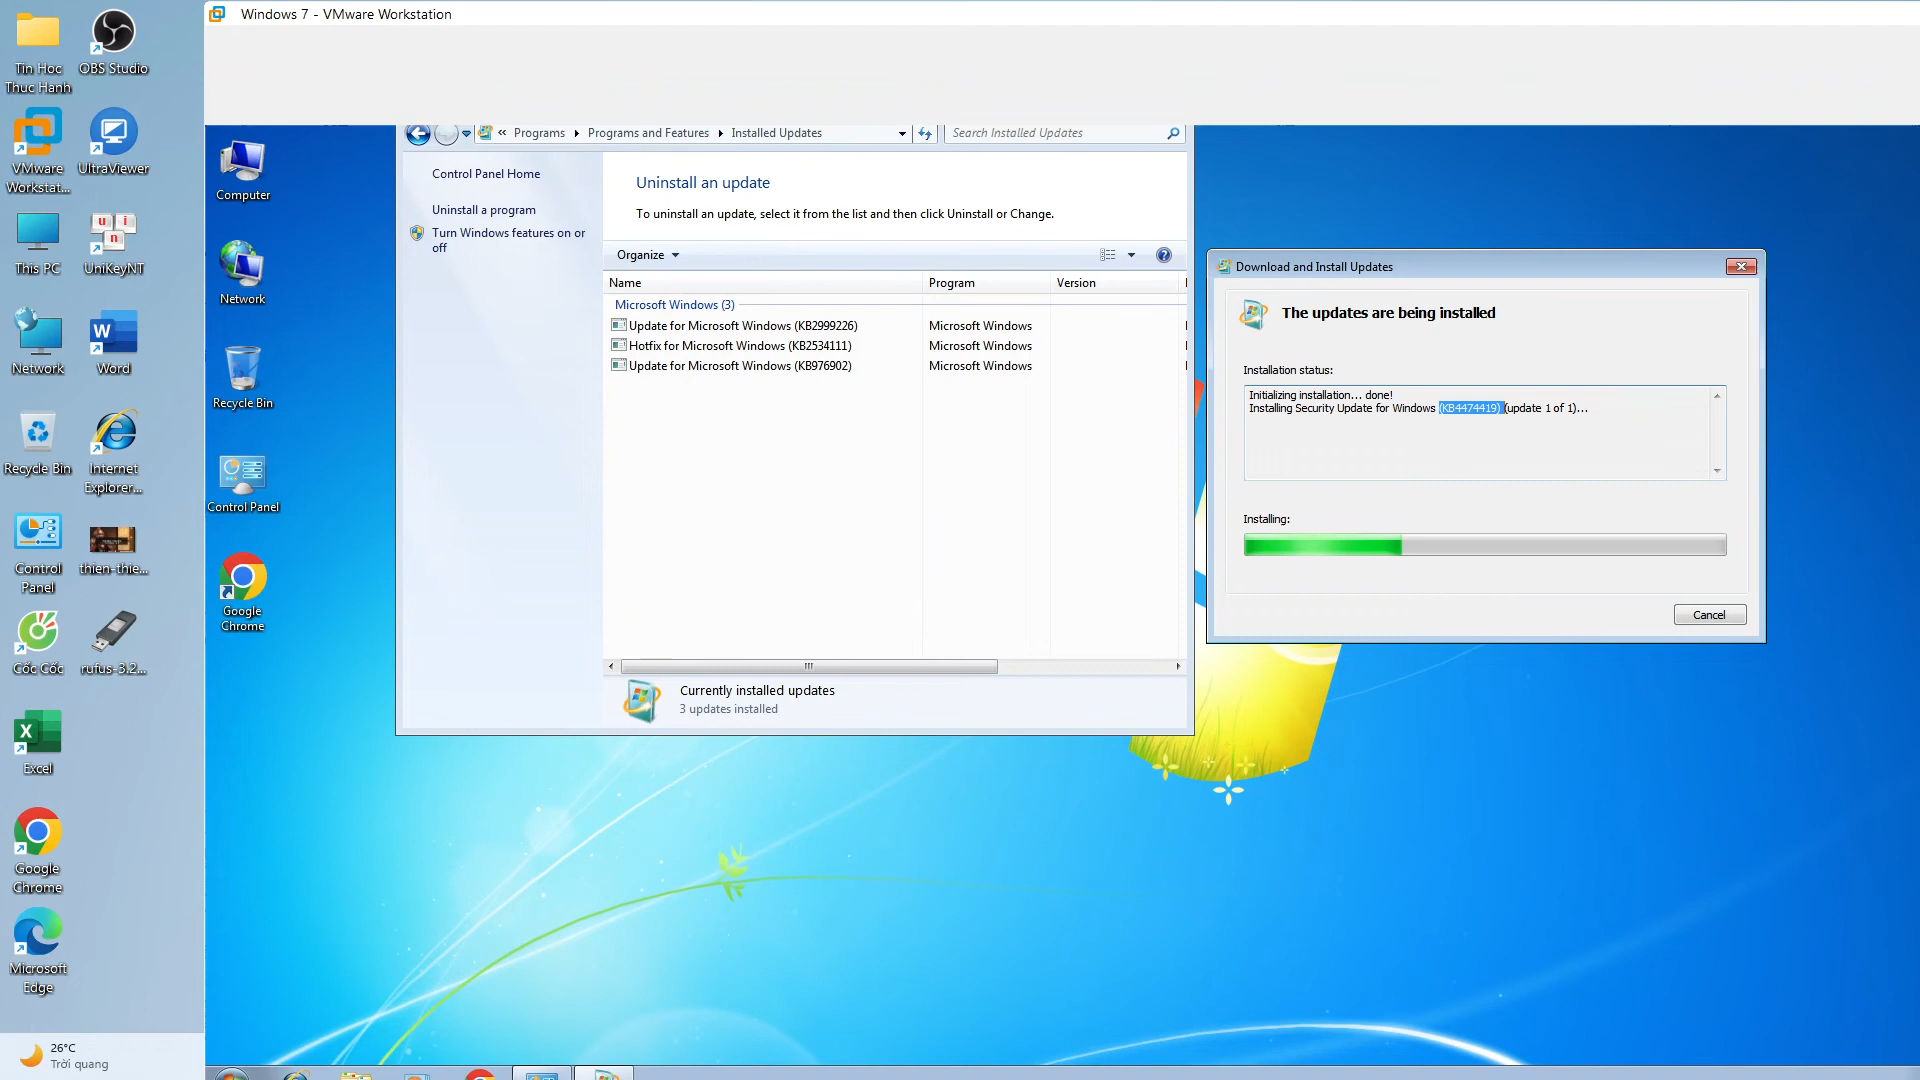 Windows 7 - VMware Workstation
Tin Hoc
Thuc Hanh
OBS Studio
VMware
Workstat...
UltraViewer
This PC
UniKeyNT
Network
Word
Recycle Bin
Internet
Explorer...
Control
Panel
thien-thie...
Cốc Cốc
rufus-3.2...
Excel
Google
Chrome
Microsoft
Edge
26°C
Trời quang
Computer
Network
Recycle Bin
Control Panel
Google
Chrome
« Programs Programs and Features Installed Updates
Search Installed Updates
Control Panel Home
Uninstall a program
Turn Windows features on or
off
Uninstall an update
To uninstall an update, select it from the list and then click Uninstall or Change.
Organize
Name Program Version
Microsoft Windows (3)
Update for Microsoft Windows (KB2999226) Microsoft Windows
Hotfix for Microsoft Windows (KB2534111) Microsoft Windows
Update for Microsoft Windows (KB976902) Microsoft Windows
Currently installed updates
3 updates installed
Download and Install Updates
The updates are being installed
Installation status:
Initializing installation... done!
Installing Security Update for Windows (KB4474419) (update 1 of 1)...
Installing:
Cancel